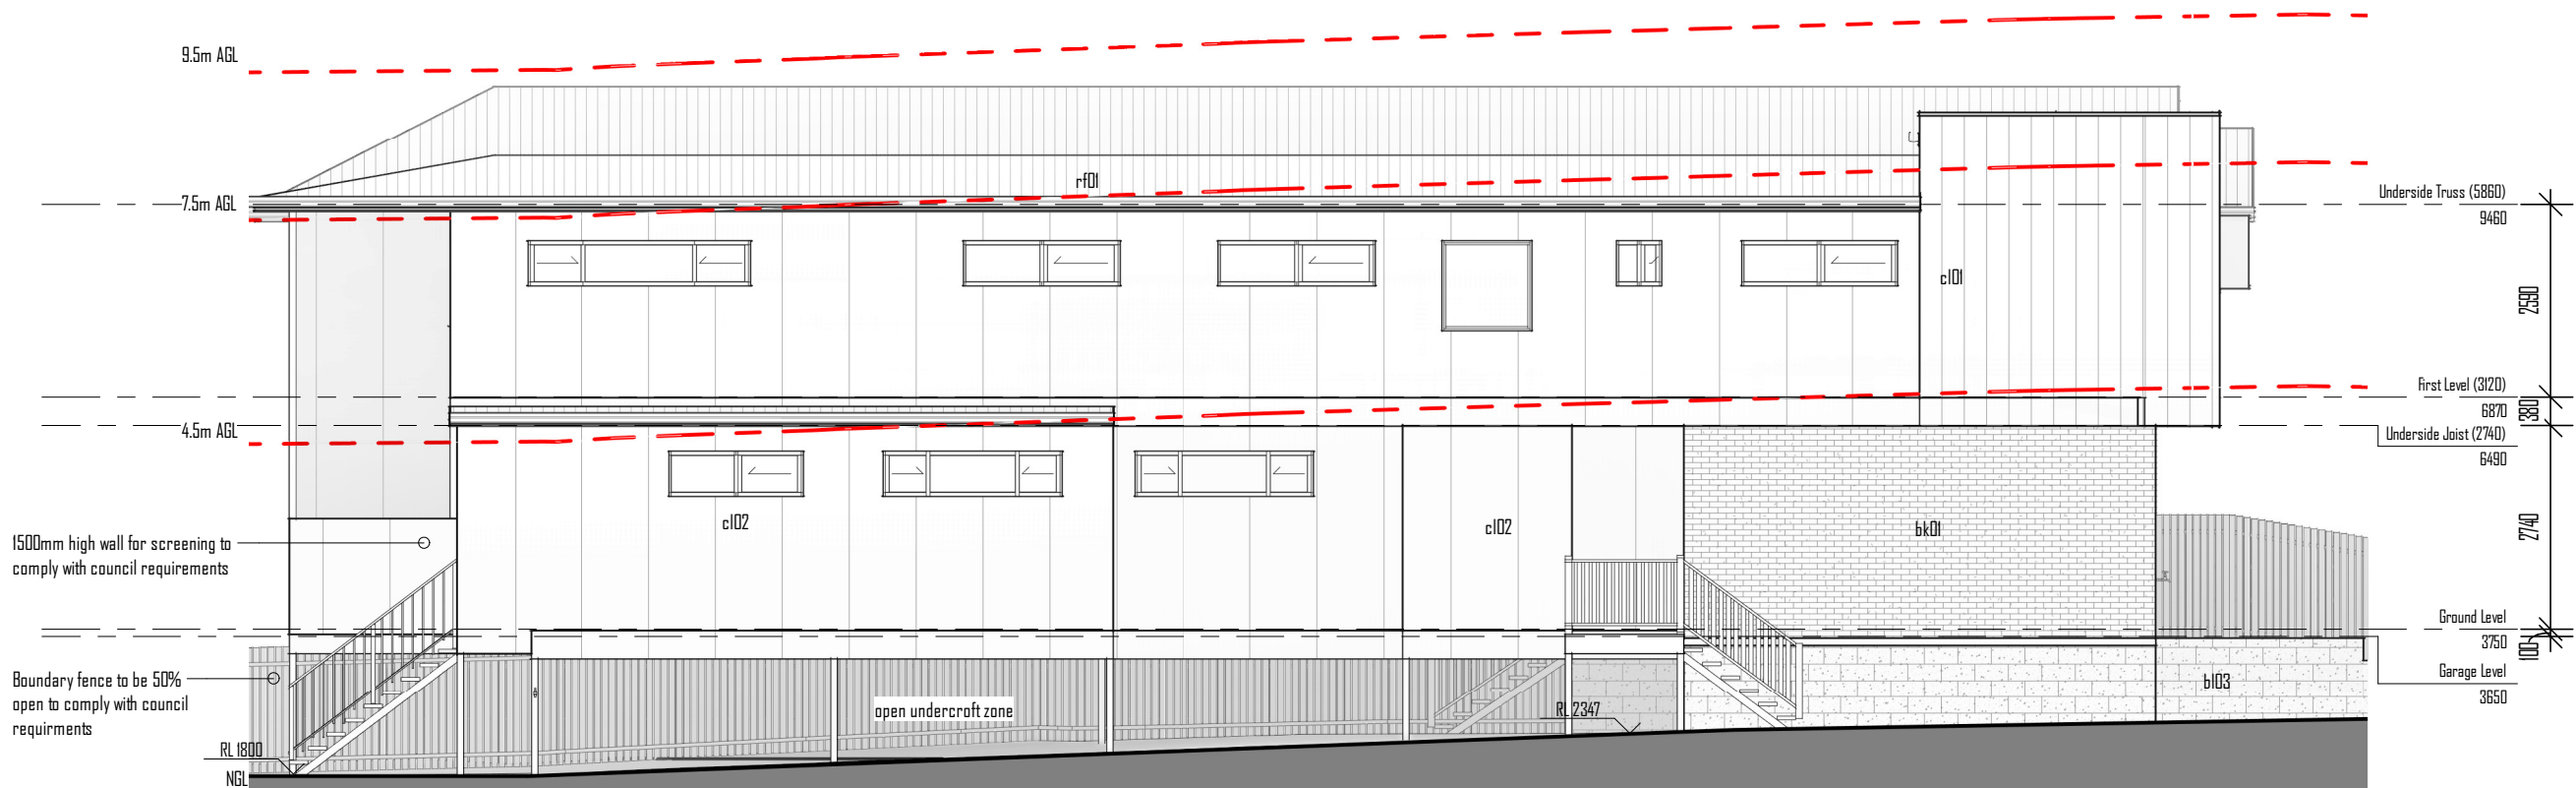 9.5m AGL
rf01
7.5m AGL
Underside Truss (5860)
9460
cl01
2590
First Level (3120)
6870
380
4.5m AGL
Underside Joist (2740)
6490
cl02
cl02
bk01
2740
1500mm high wall for screening to
comply with council requirements
Ground Level
3750
100
Garage Level
3650
Boundary fence to be 50%
open to comply with council
requirments
open undercroft zone
RL 2347
bl03
RL 1800
NGL